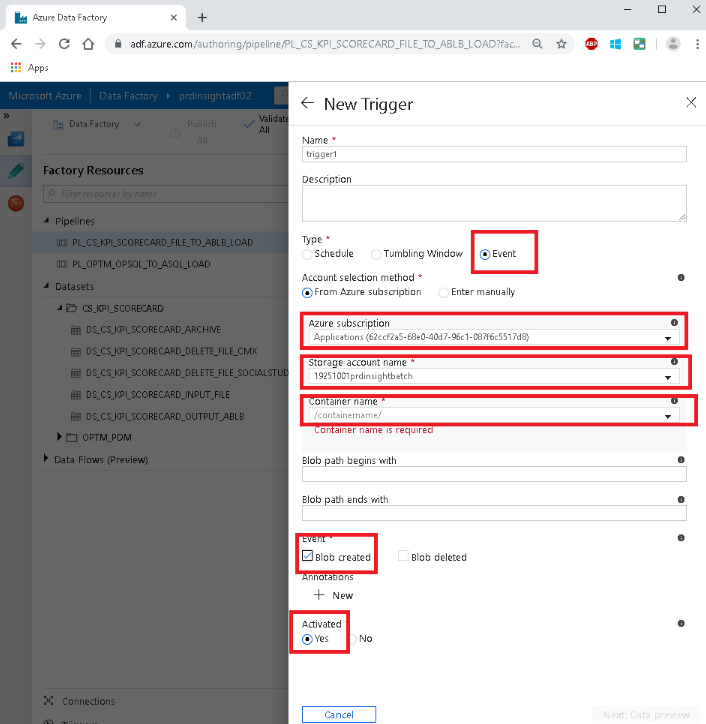 Azure Data Factory
adf.azure.com/authoring/pipeline/PL_CS_KPI_SCORECARD_FILE_TO_ABLB_LOAD?fac...
ABP
Apps
Microsoft Azure
Data Factory
prdinsightadf02
New Trigger
Data Factory
Publish All
Validate All
Factory Resources
Filter resources by name
Pipelines
PL_CS_KPI_SCORECARD_FILE_TO_ABLB_LOAD
PL_OPTM_OPSQL_TO_ASQL_LOAD
Datasets
CS_KPI_SCORECARD
DS_CS_KPI_SCORECARD_ARCHIVE
DS_CS_KPI_SCORECARD_DELETE_FILE_CMX
DS_CS_KPI_SCORECARD_DELETE_FILE_SOCIALSTUD
DS_CS_KPI_SCORECARD_INPUT_FILE
DS_CS_KPI_SCORECARD_OUTPUT_ABLB
OPTM_PDM
Data Flows (Preview)
Connections
Triggers
Name *
trigger1
Description
Type *
Schedule Tumbling Window Event
Account selection method *
From Azure subscription Enter manually
Azure subscription
Applications (62ccf2a5-68e0-40d7-96c1-087f6c5517d8)
Storage account name *
19251001prdinsightbatch
Container name *
/containername/
Container name is required
Blob path begins with
Blob path ends with
Event *
Blob created Blob deleted
Annotations
New
Activated
Yes No
Cancel
Next: Data preview